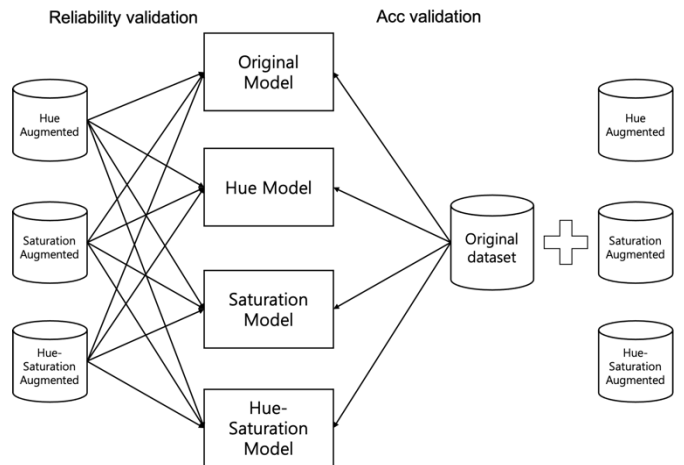 Reliability validation
Acc validation
Hue
Augmented
Saturation
Augmented
Hue-
Saturation
Augmented
Original
Model
Hue Model
Saturation
Model
Hue-
Saturation
Model
Original
dataset
Hue
Augmented
Saturation
Augmented
Hue-
Saturation
Augmented